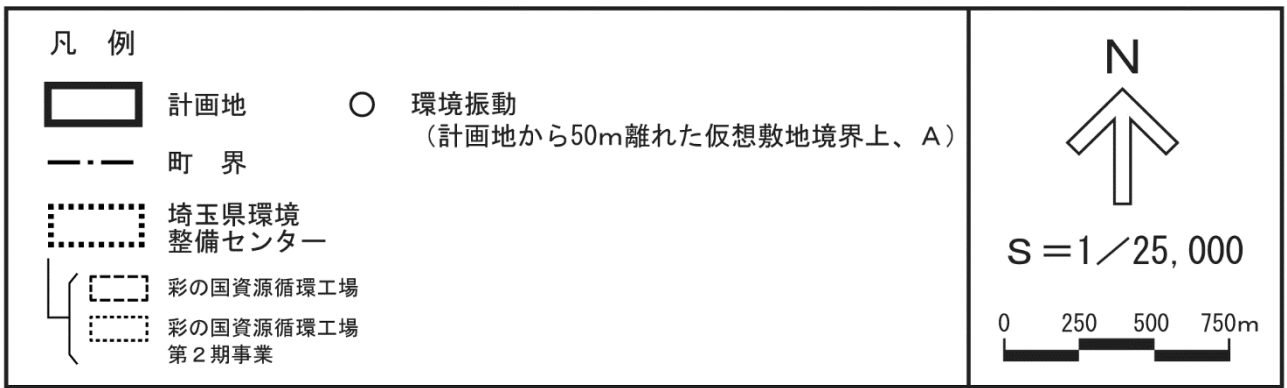 凡 例
計画地
環境振動
（計画地から50m離れた仮想敷地境界上、A）
町 界
埼玉県環境
整備センター
彩の国資源循環工場
彩の国資源循環工場
第２期事業
N
S＝1／25,000
0 250 500 750m